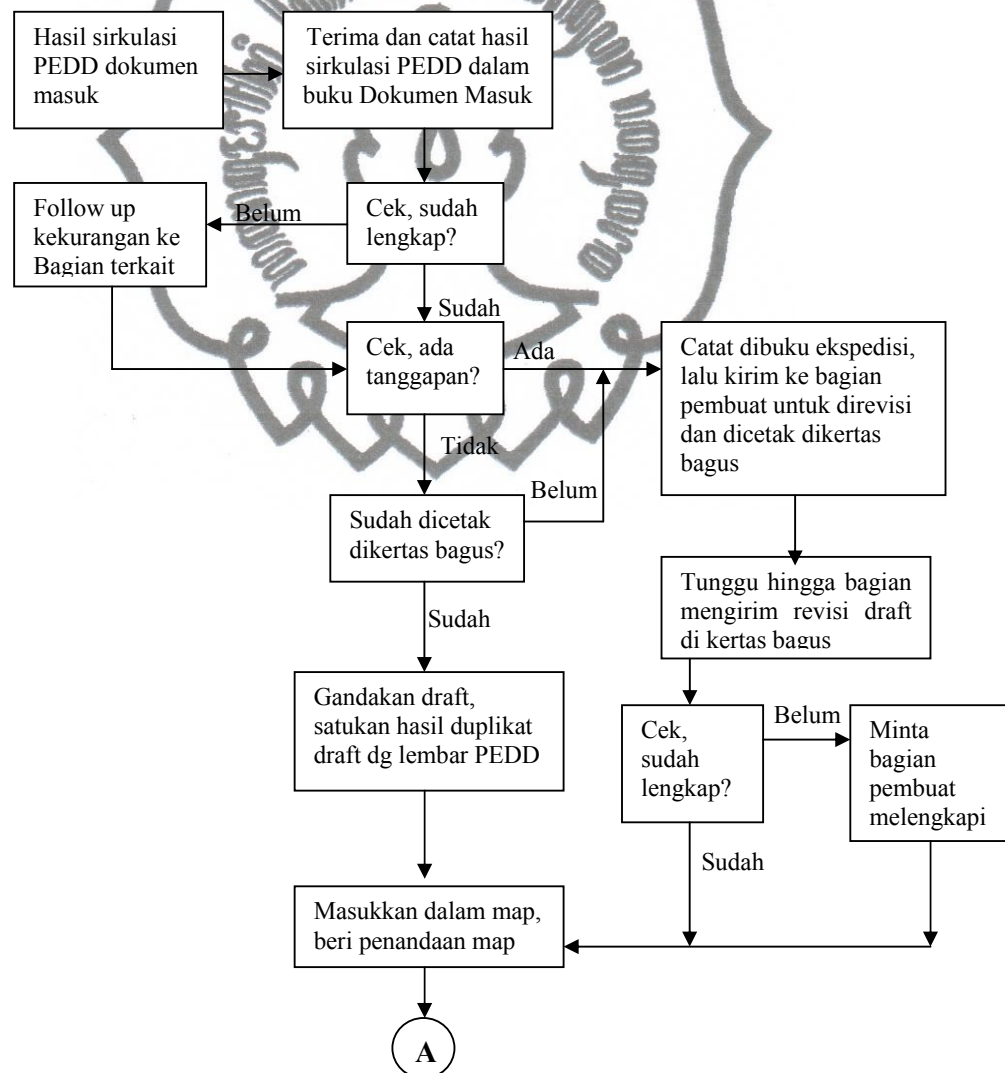 Hasil sirkulasi
PEDD dokumen
masuk
Terima dan catat hasil
sirkulasi PEDD dalam
buku Dokumen Masuk
Follow up
kekurangan ke
Bagian terkait
Belum
Cek, sudah
lengkap?
Sudah
Cek, ada
tanggapan?
Ada
Catat dibuku ekspedisi,
lalu kirim ke bagian
pembuat untuk direvisi
dan dicetak dikertas
bagus
Tidak
Belum
Sudah dicetak
dikertas bagus?
Tunggu hingga bagian
mengirim revisi draft
di kertas bagus
Sudah
Gandakan draft,
satukan hasil duplikat
draft dg lembar PEDD
Cek,
sudah
lengkap?
Belum
Minta
bagian
pembuat
melengkapi
Sudah
Masukkan dalam map,
beri penandaan map
A